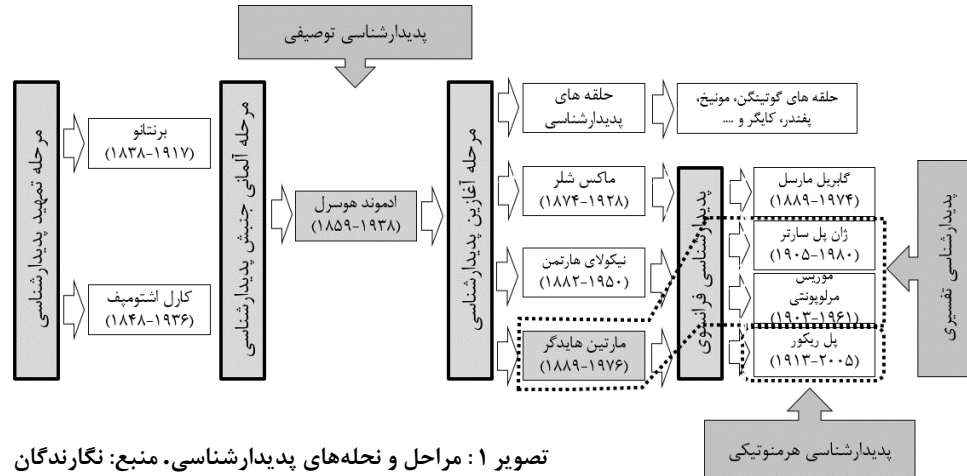 پدیدارشناسی توصیفی
مرحله تمهید پدیدارشناسی
برنتانو
(۱۸۳۸-۱۹۱۷)
کارل اشتومپف
(۱۸۴۸-۱۹۳۶)
مرحله آلمانی جنبش پدیدارشناسی
ادموند هوسرل
(۱۸۵۹-۱۹۳۸)
مرحله آغازین پدیدارشناسی
حلقه های
پدیدارشناسی
حلقه های گوتینگن، مونیخ،
پفندر، کایگر و ....
ماکس شلر
(۱۸۷۴-۱۹۲۸)
نیکولای هارتمن
(۱۸۸۲-۱۹۵۰)
مارتین هایدگر
(۱۸۸۹-۱۹۷۶)
پدیدارشناسی فرانسوی
گابریل مارسل
(۱۸۸۹-۱۹۷۴)
ژان پل سارتر
(۱۹۰۵-۱۹۸۰)
موریس
مرلوپونتی
(۱۹۰۳-۱۹۶۱)
پل ریکور
(۱۹۱۳-۲۰۰۵)
پدیدارشناسی تفسیری
پدیدارشناسی هرمنوتیکی
تصویر ۱: مراحل و نحله‌های پدیدارشناسی. منبع: نگارندگان